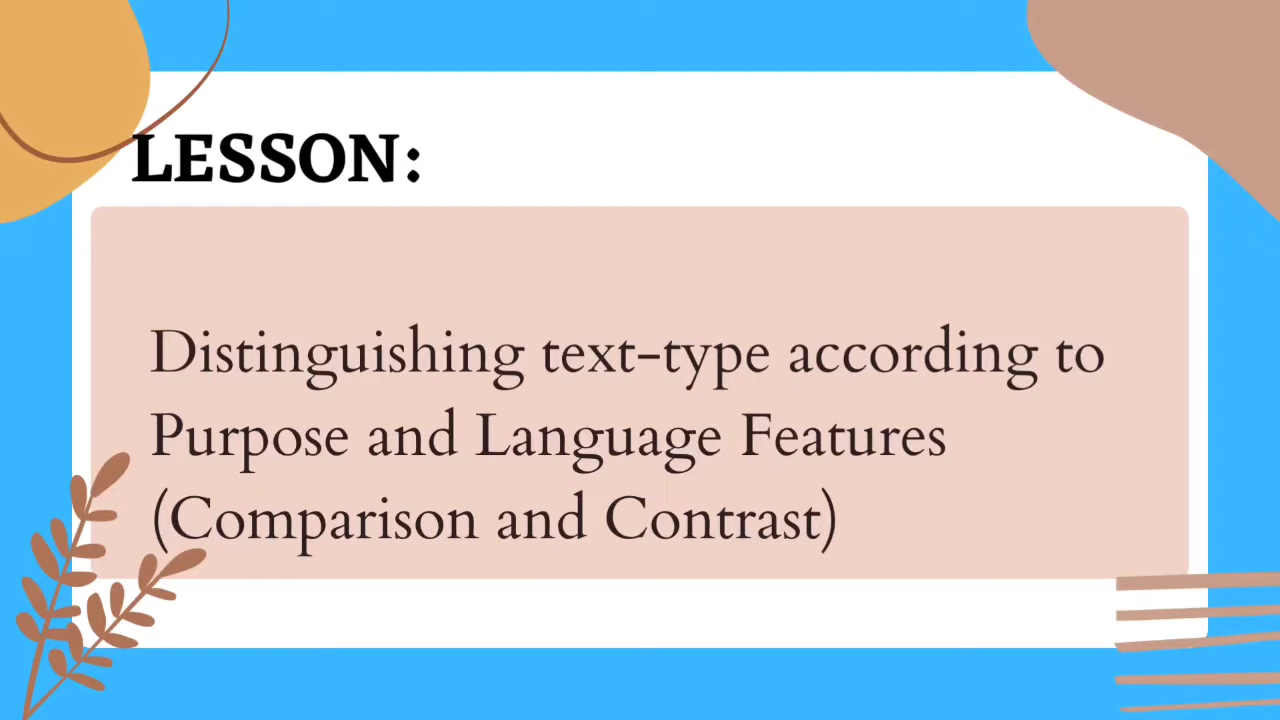 LESSON:
Distinguishing text-type according to
Purpose and Language Features
(Comparison and Contrast)